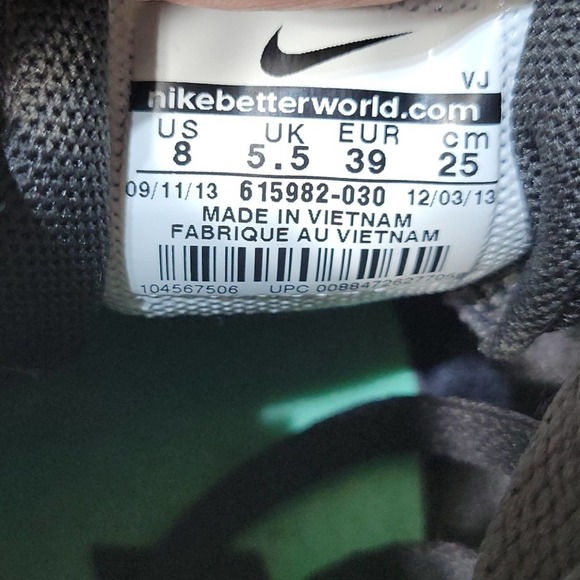 VJ
nikebetterworld.com
US UK EUR cm
8 5.5 39 25
09/11/13 615982-030 12/03/13
MADE IN VIETNAM
FABRIQUE AU VIETNAM
104567506 UPC